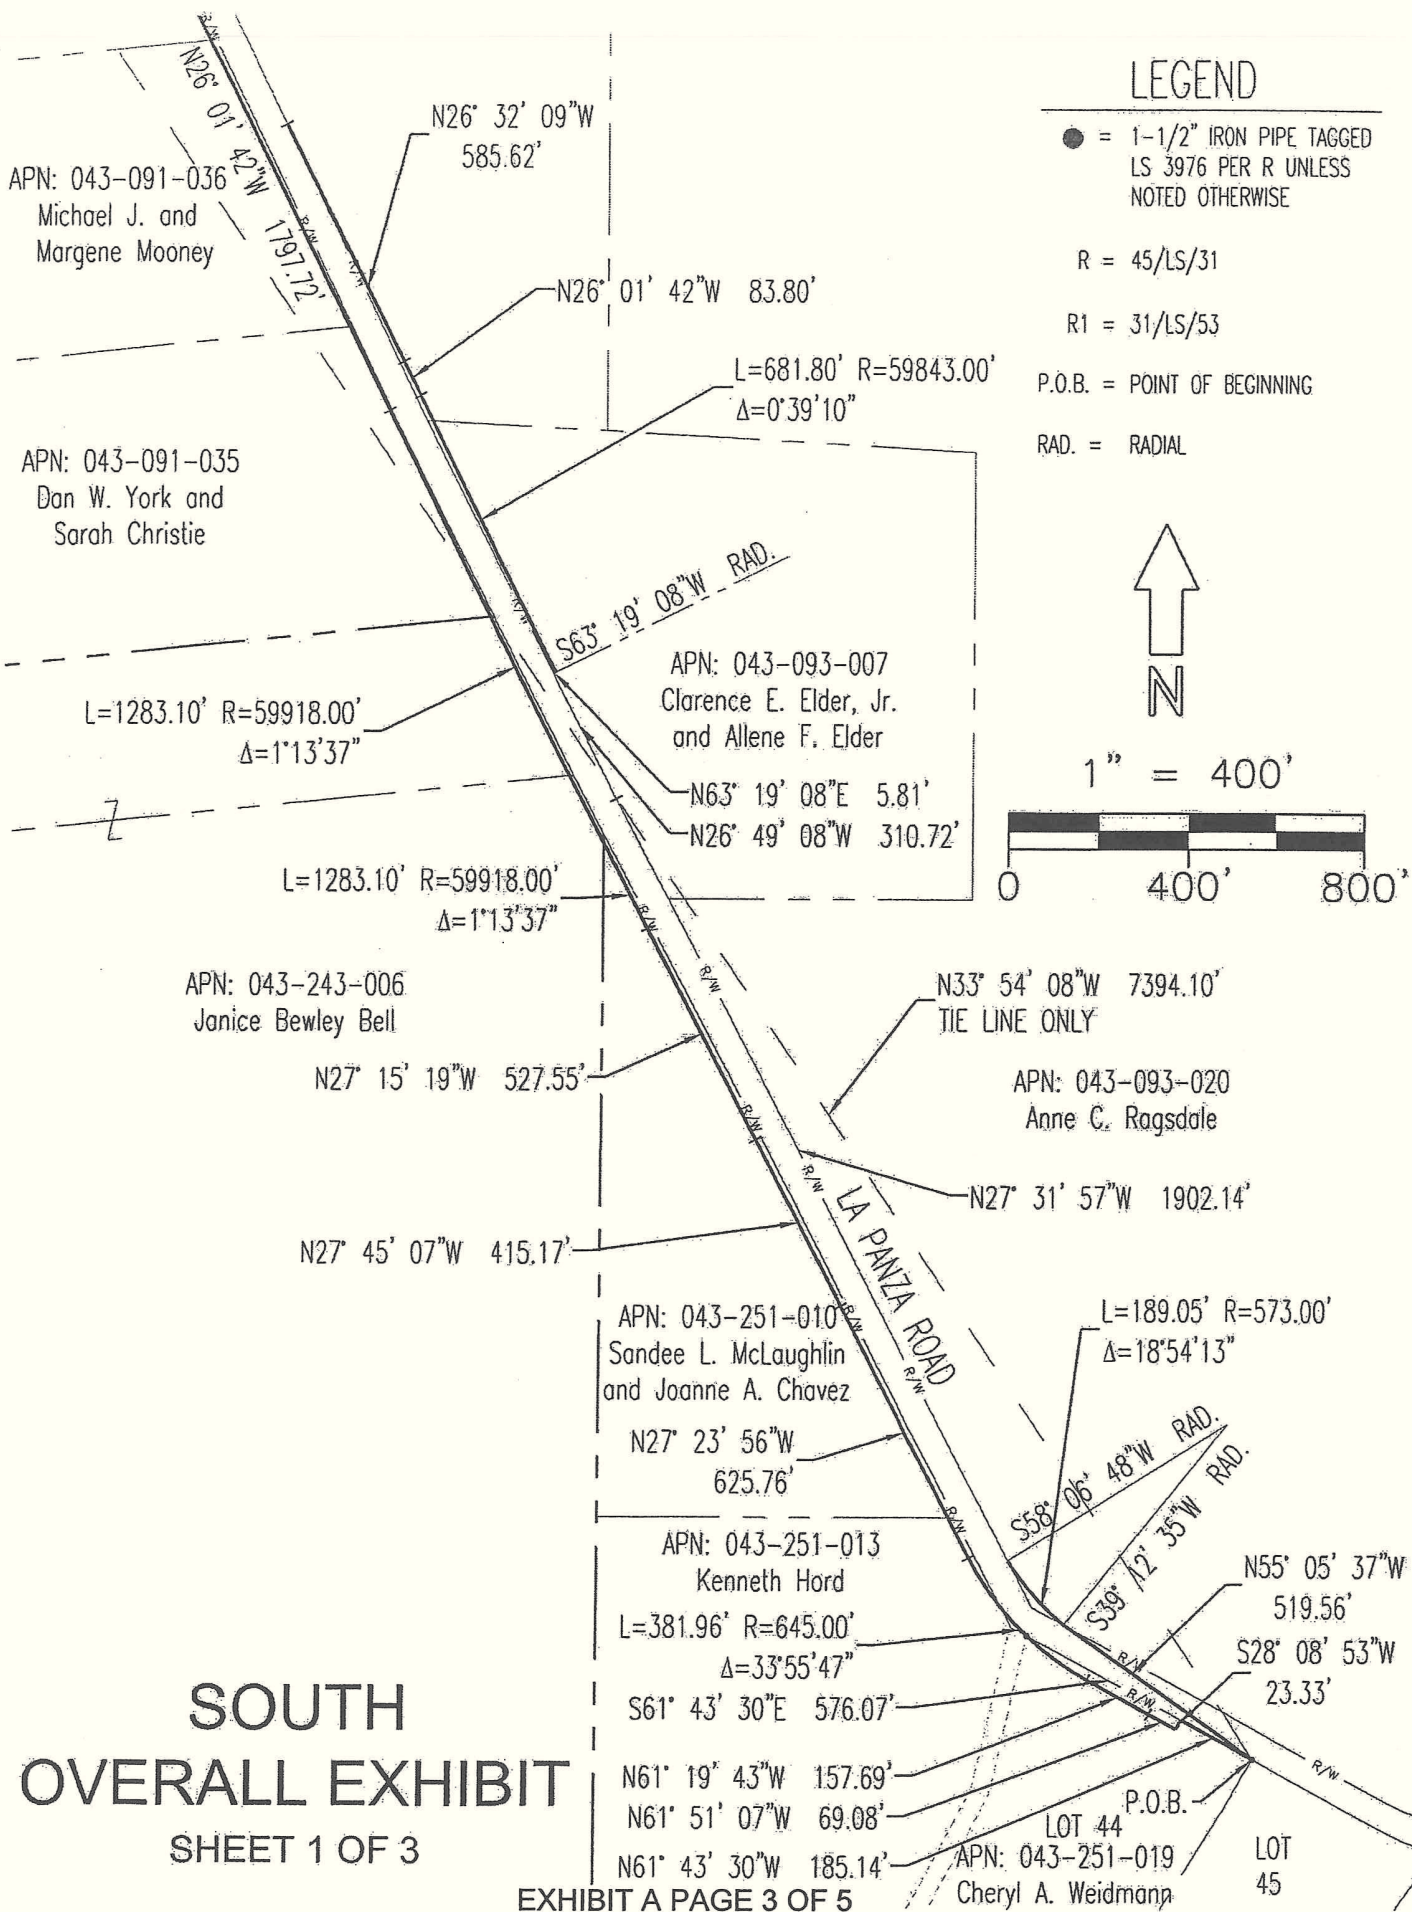 R/W
N26° 01' 42"W 1797.72'
N26° 32' 09"W
585.62'
APN: 043-091-036
Michael J. and
Margene Mooney
R/W
R/W
N26° 01' 42"W 83.80'
L=681.80' R=59843.00'
Δ=0°39'10"
LEGEND
= 1-1/2" IRON PIPE TAGGED
LS 3976 PER R UNLESS
NOTED OTHERWISE
R = 45/LS/31
R1 = 31/LS/53
P.O.B. = POINT OF BEGINNING
RAD. = RADIAL
N
1" = 400'
0 400' 800'
APN: 043-091-035
Dan W. York and
Sarah Christie
R/W
S63° 19' 08"W RAD.
APN: 043-093-007
Clarence E. Elder, Jr.
and Allene F. Elder
L=1283.10' R=59918.00'
Δ=1°13'37"
N63° 19' 08"E 5.81'
N26° 49' 08"W 310.72'
L=1283.10' R=59918.00'
Δ=1°13'37"
R/W
R/W
APN: 043-243-006
Janice Bewley Bell
N33° 54' 08"W 7394.10'
TIE LINE ONLY
N27° 15' 19"W 527.55'
APN: 043-093-020
Anne C. Ragsdale
R/W
R/W
N27° 31' 57"W 1902.14'
LA PANZA ROAD
N27° 45' 07"W 415.17'
APN: 043-251-010
Sandee L. McLaughlin
and Joanne A. Chavez
R/W
R/W
L=189.05' R=573.00'
Δ=18°54'13"
N27° 23' 56"W
625.76'
S58° 06' 48"W RAD.
S39° 12' 35"W RAD.
R/W
APN: 043-251-013
Kenneth Hord
N55° 05' 37"W
519.56'
L=381.96' R=645.00'
Δ=33°55'47"
S28° 08' 53"W
23.33'
R/W
R/W
S61° 43' 30"E 576.07'
N61° 19' 43"W 157.69'
N61° 51' 07"W 69.08'
N61° 43' 30"W 185.14'
R/W
P.O.B.
LOT 44
APN: 043-251-019
Cheryl A. Weidmann
LOT
45
SOUTH
OVERALL EXHIBIT
SHEET 1 OF 3
EXHIBIT A PAGE 3 OF 5